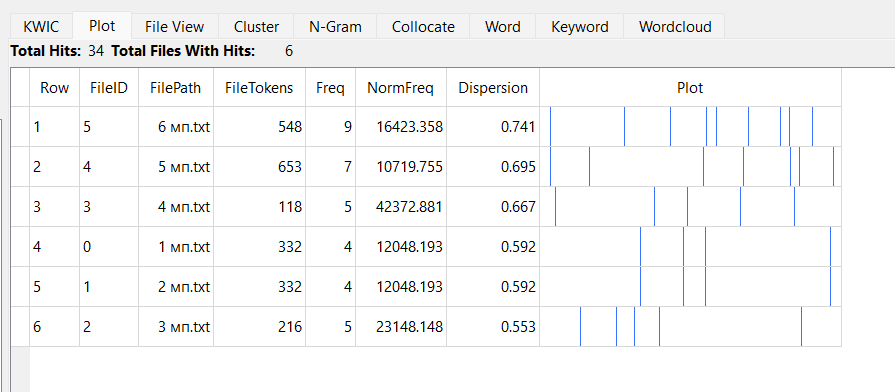 KWIC Plot File View Cluster N-Gram Collocate Word Keyword Wordcloud
Total Hits: 34 Total Files With Hits: 6
Row FileID FilePath FileTokens Freq NormFreq Dispersion Plot
1 5 6 мп.txt 548 9 16423.358 0.741
2 4 5 мп.txt 653 7 10719.755 0.695
3 3 4 мп.txt 118 5 42372.881 0.667
4 0 1 мп.txt 332 4 12048.193 0.592
5 1 2 мп.txt 332 4 12048.193 0.592
6 2 3 мп.txt 216 5 23148.148 0.553